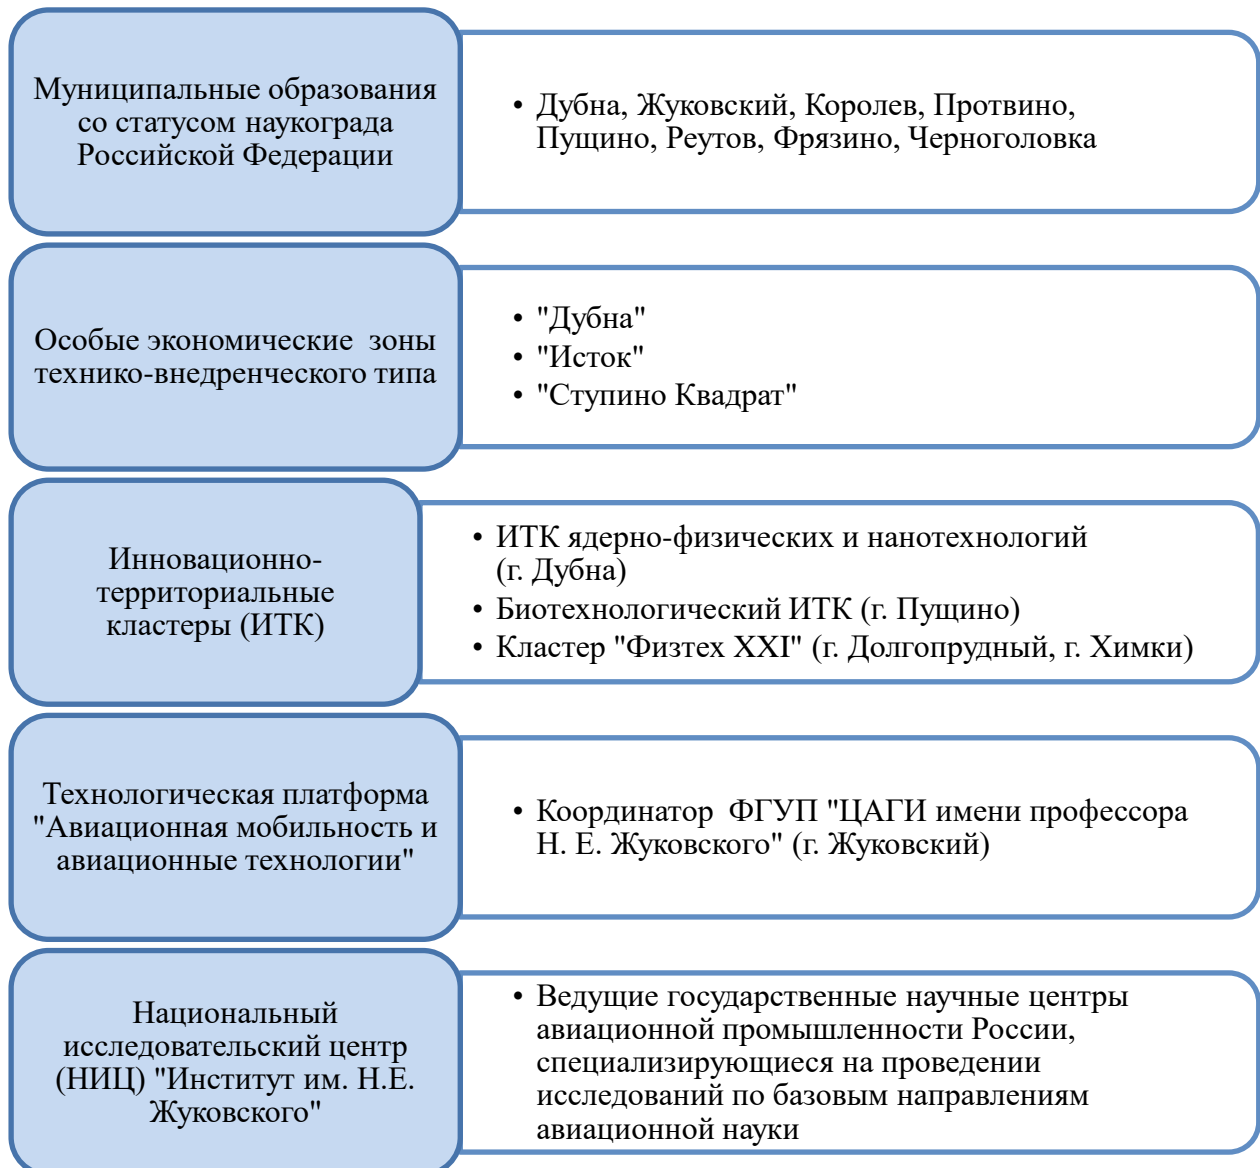 Муниципальные образования
со статусом наукограда
Российской Федерации
• Дубна, Жуковский, Королев, Протвино,
Пущино, Реутов, Фрязино, Черноголовка
Особые экономические зоны
технико-внедренческого типа
• "Дубна"
• "Исток"
• "Ступино Квадрат"
Инновационно-
территориальные
кластеры (ИТК)
• ИТК ядерно-физических и нанотехнологий
(г. Дубна)
• Биотехнологический ИТК (г. Пущино)
• Кластер "Физтех XXI" (г. Долгопрудный, г. Химки)
Технологическая платформа
"Авиационная мобильность и
авиационные технологии"
• Координатор ФГУП "ЦАГИ имени профессора
Н. Е. Жуковского" (г. Жуковский)
Национальный
исследовательский центр
(НИЦ) "Институт им. Н.Е.
Жуковского"
• Ведущие государственные научные центры
авиационной промышленности России,
специализирующиеся на проведении
исследований по базовым направлениям
авиационной науки